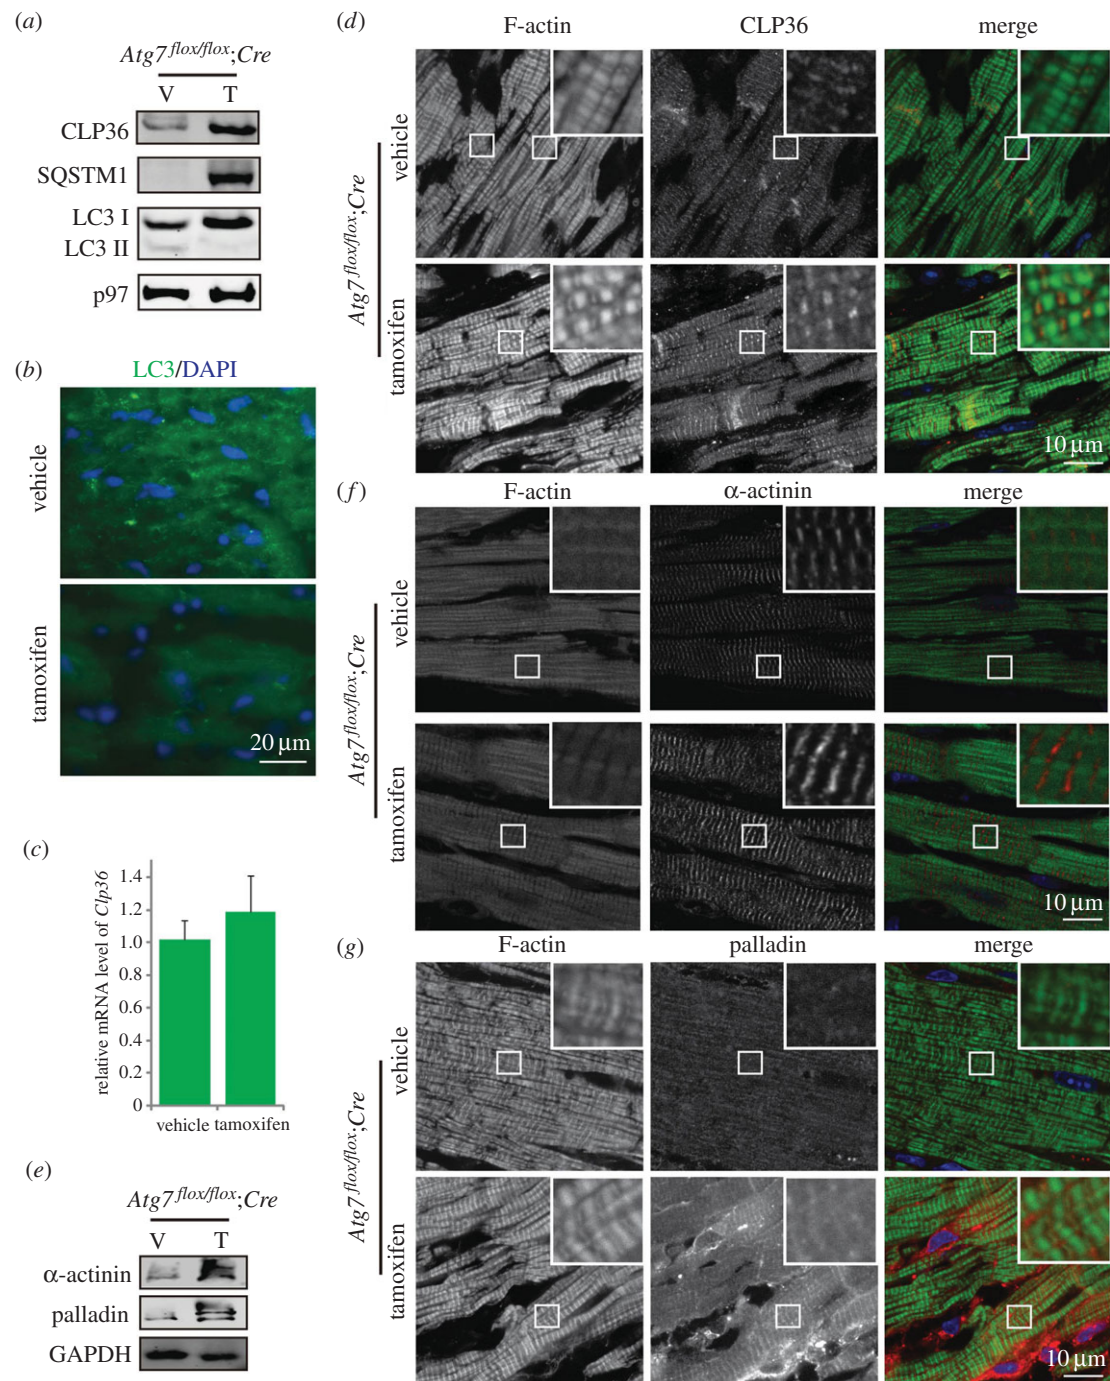 (a)
Atg7 flox/flox;Cre
V T
CLP36
SQSTM1
LC3 I
LC3 II
p97
(b)
LC3/DAPI
vehicle
tamoxifen
20 µm
(c)
relative mRNA level of Clp36
1.4
1.2
1.0
0.8
0.6
0.4
0.2
0
vehicle tamoxifen
(e)
Atg7 flox/flox;Cre
V T
α-actinin
palladin
GAPDH
(d)
F-actin CLP36 merge
Atg7 flox/flox;Cre
vehicle
tamoxifen
10 µm
(f)
F-actin α-actinin merge
Atg7 flox/flox;Cre
vehicle
tamoxifen
10 µm
(g)
F-actin palladin merge
Atg7 flox/flox;Cre
vehicle
tamoxifen
10 µm